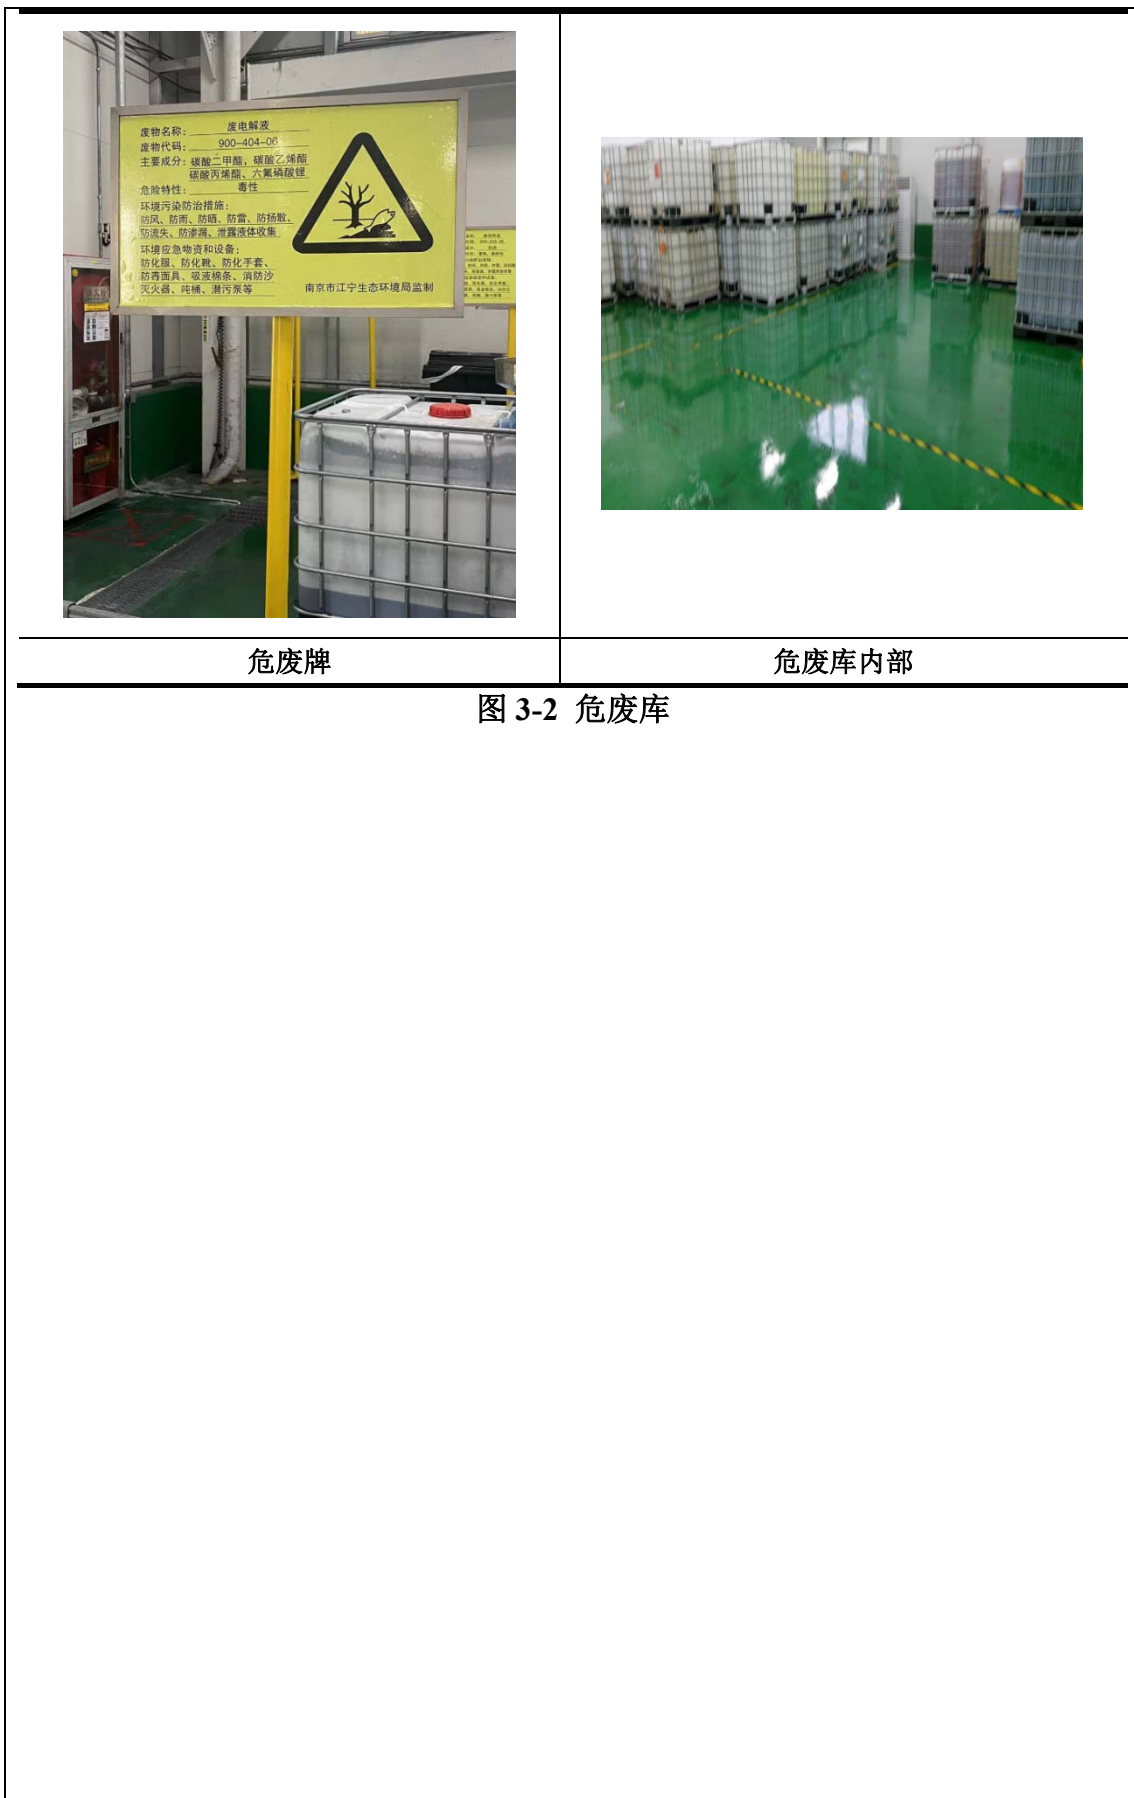 废物名称: 废电解液
废物代码: 900-404-06
主要成分: 碳酸二甲酯，碳酸乙烯酯
碳酸丙烯酯、六氟磷酸锂
危险特性: 毒性
环境污染防治措施:
防风、防雨、防晒、防雷、防扬散、
防流失、防渗漏、泄露液体收集
环境应急物资和设备:
防化服、防化靴、防化手套、
防毒面具、吸液棉条、消防沙
灭火器、吨桶、潜污泵等
南京市江宁生态环境局监制
危废牌
危废库内部
图 3-2 危废库